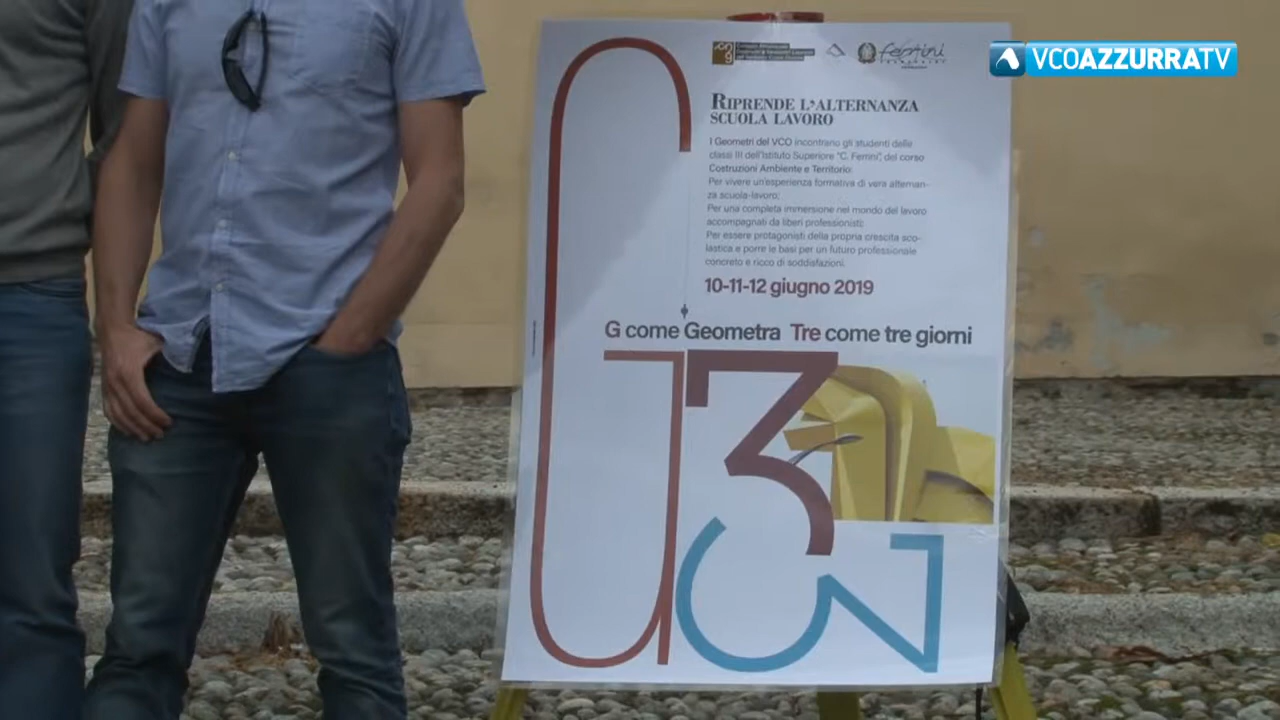 VCOAZZURRATV
Ferrini
RIPRENDE L'ALTERNANZA
SCUOLA LAVORO
I Geometri del VCO incontrano gli studenti delle
classi III dell'Istituto Superiore "C. Ferrini", del corso
Costruzioni Ambiente e Territorio:
Per vivere un'esperienza formativa di vera alternan-
za scuola-lavoro;
Per una completa immersione nel mondo del lavoro
accompagnati da liberi professionisti;
Per essere protagonisti della propria crescita sco-
lastica e porre le basi per un futuro professionale
concreto e ricco di soddisfazioni.
10-11-12 giugno 2019
G come Geometra Tre come tre giorni
G3
3